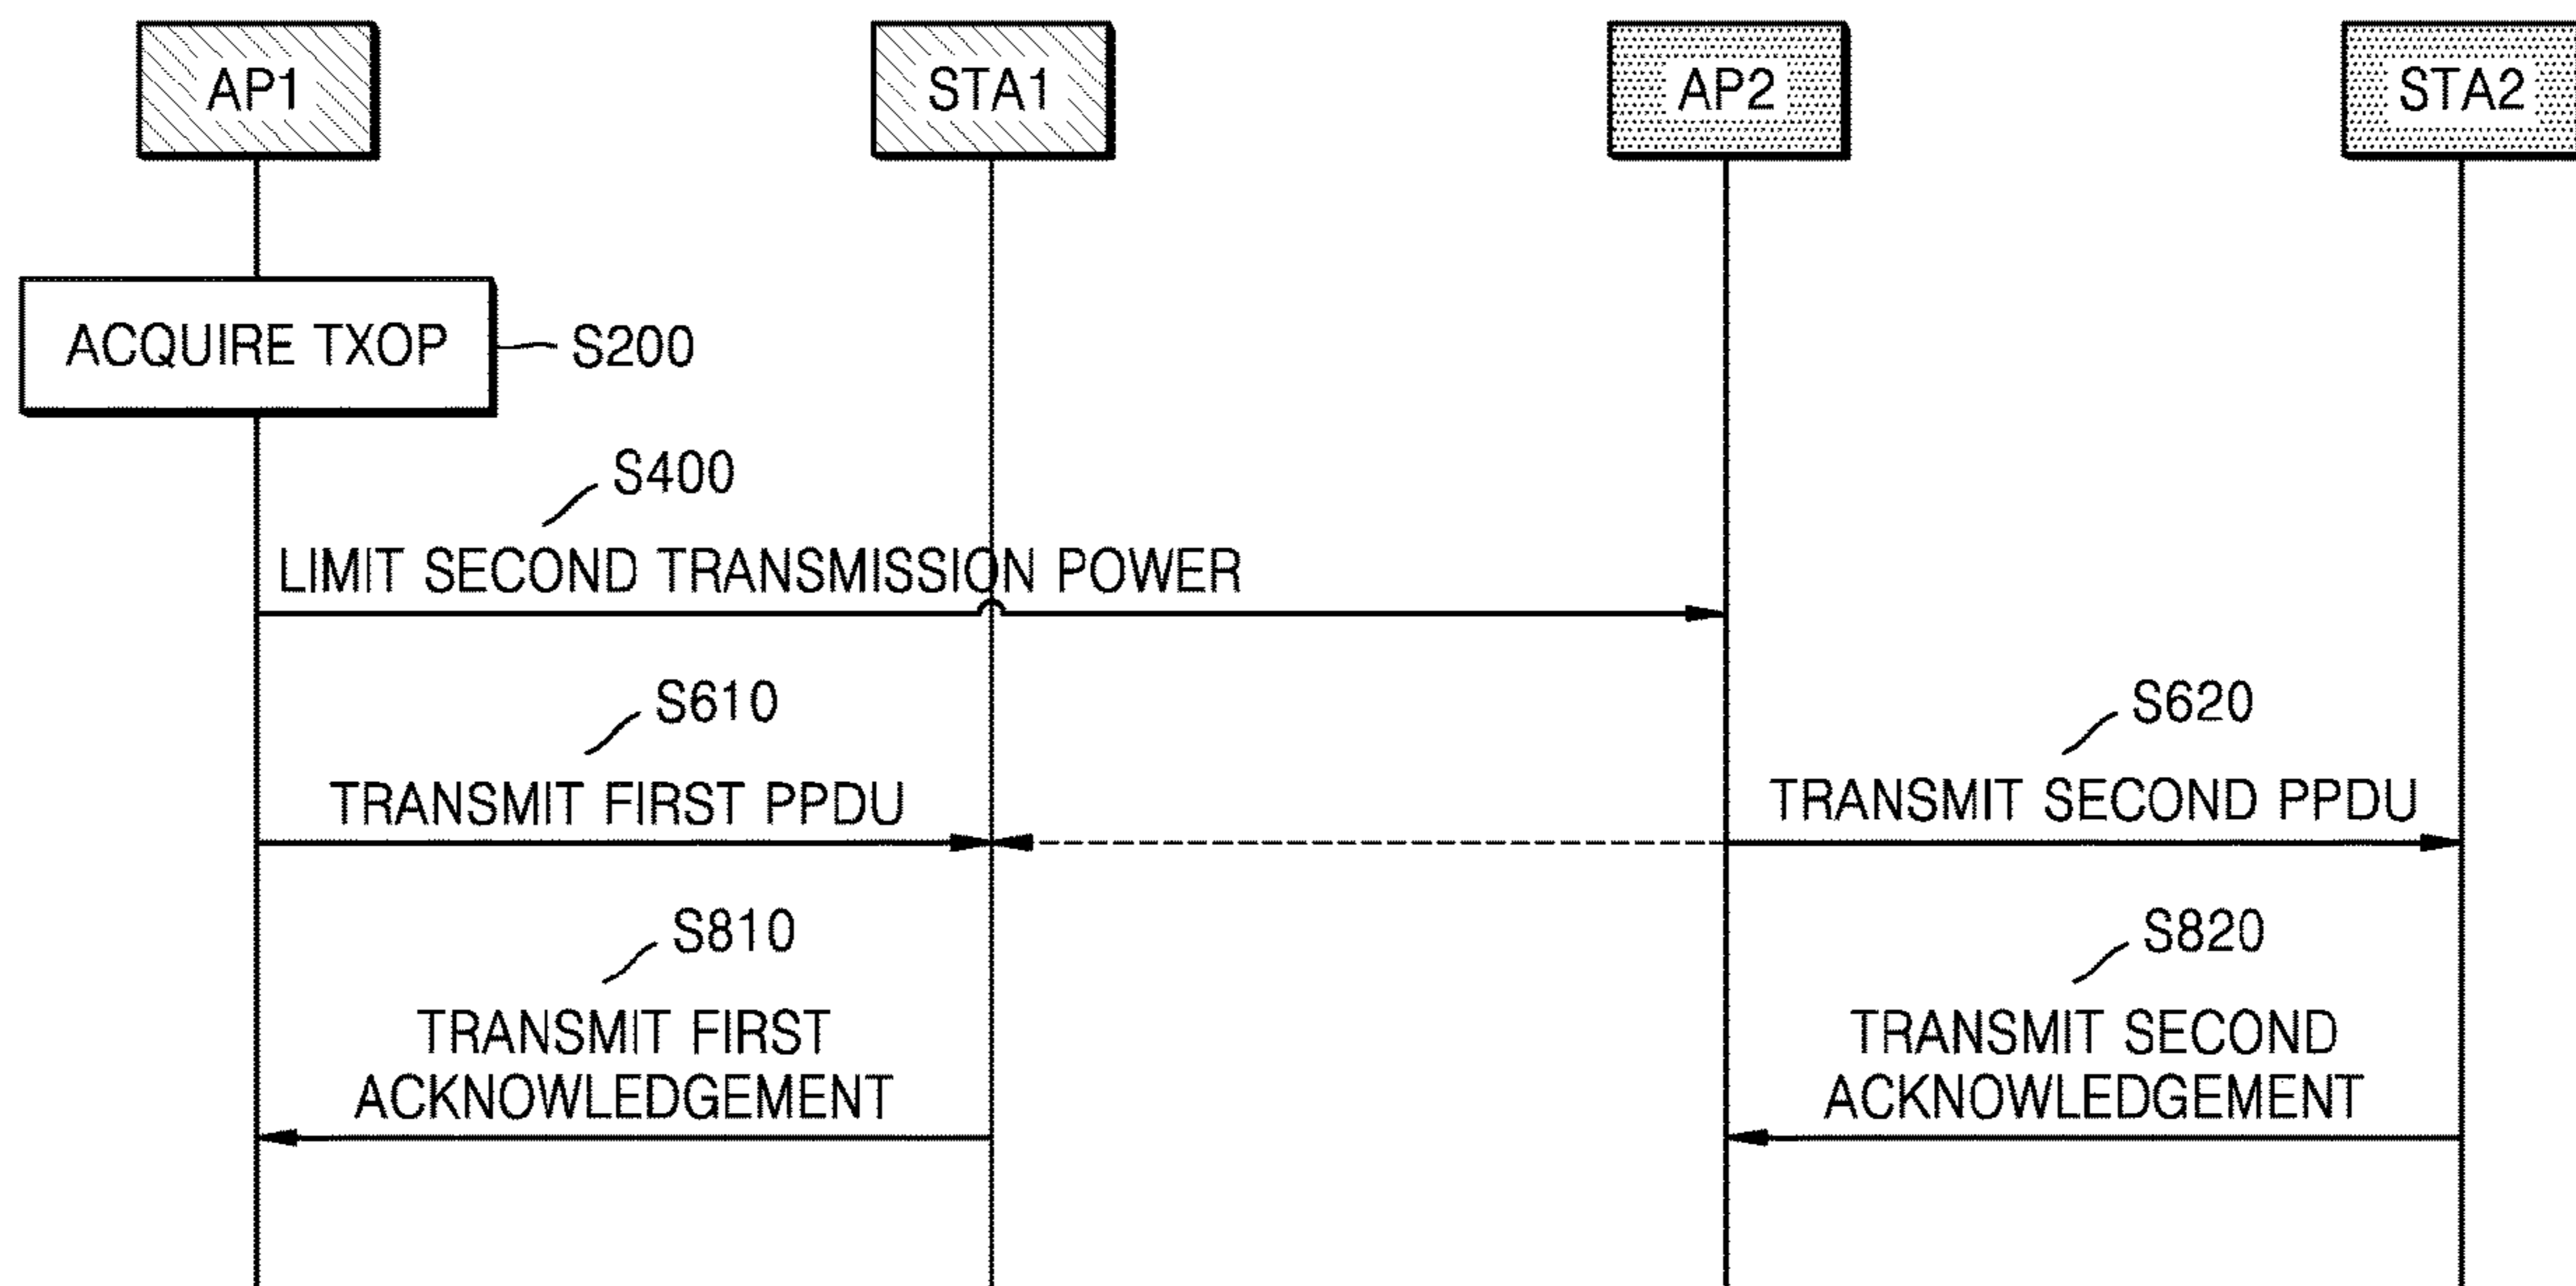 AP1
STA1
AP2
STA2
ACQUIRE TXOP
S200
S400
LIMIT SECOND TRANSMISSION POWER
S610
TRANSMIT FIRST PPDU
S620
TRANSMIT SECOND PPDU
S810
TRANSMIT FIRST
ACKNOWLEDGEMENT
S820
TRANSMIT SECOND
ACKNOWLEDGEMENT